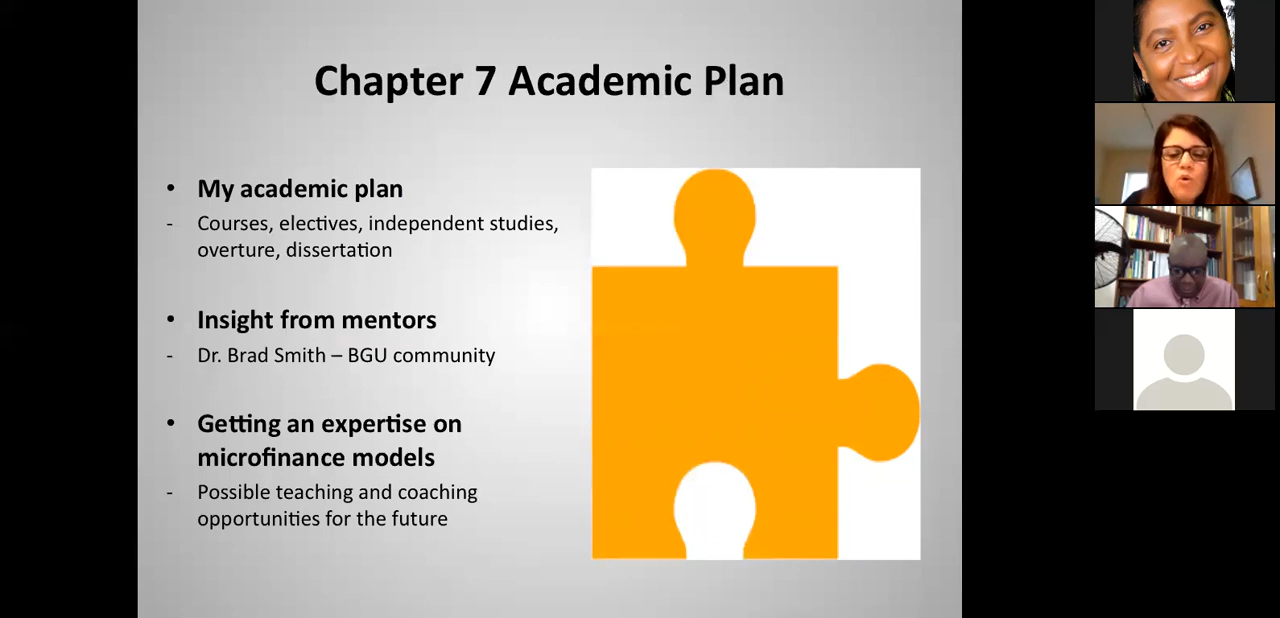 Chapter 7 Academic Plan
• My academic plan
- Courses, electives, independent studies,
overture, dissertation
• Insight from mentors
- Dr. Brad Smith – BGU community
• Getting an expertise on
microfinance models
- Possible teaching and coaching
opportunities for the future